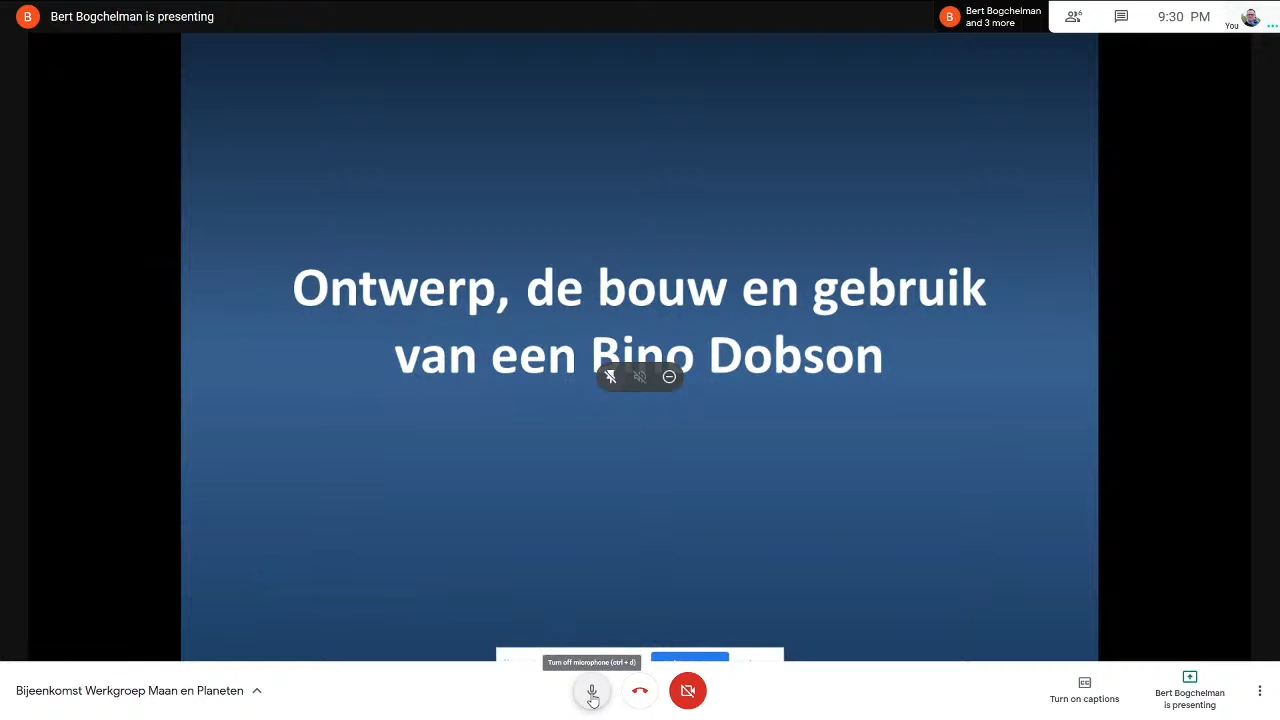 B Bert Bogchelman is presenting
B Bert Bogchelman
and 3 more
6
9:30 PM
You
Ontwerp, de bouw en gebruik
van een Bino Dobson
Turn off microphone (ctrl + d)
Bijeenkomst Werkgroep Maan en Planeten
Turn on captions
Bert Bogchelman
is presenting